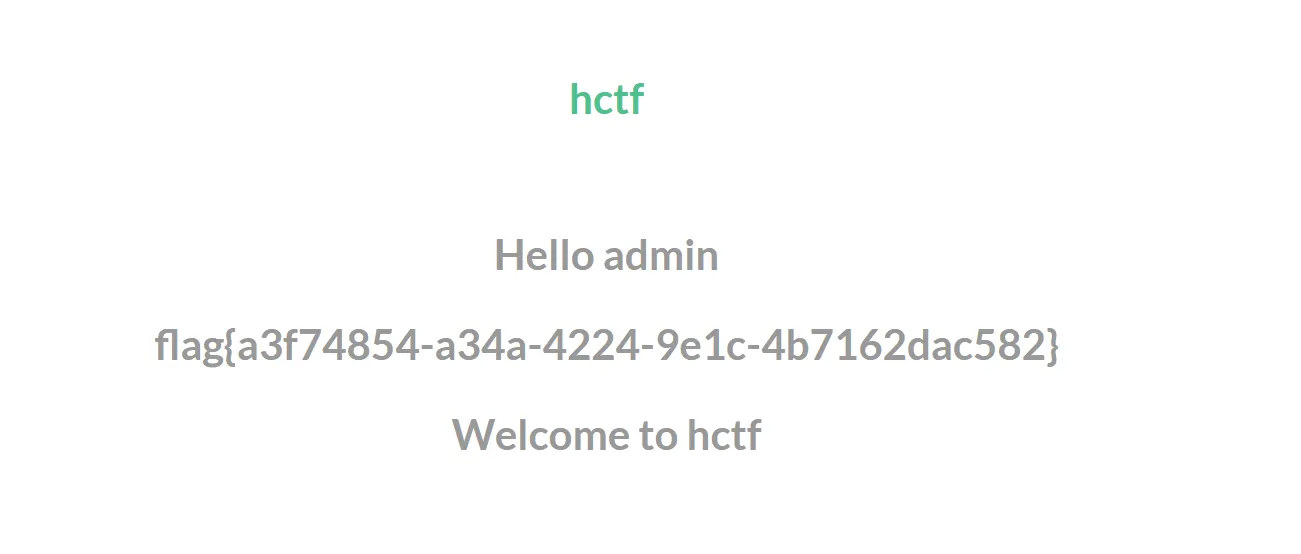 hctf
Hello admin
flag{a3f74854-a34a-4224-9e1c-4b7162dac582}
Welcome to hctf